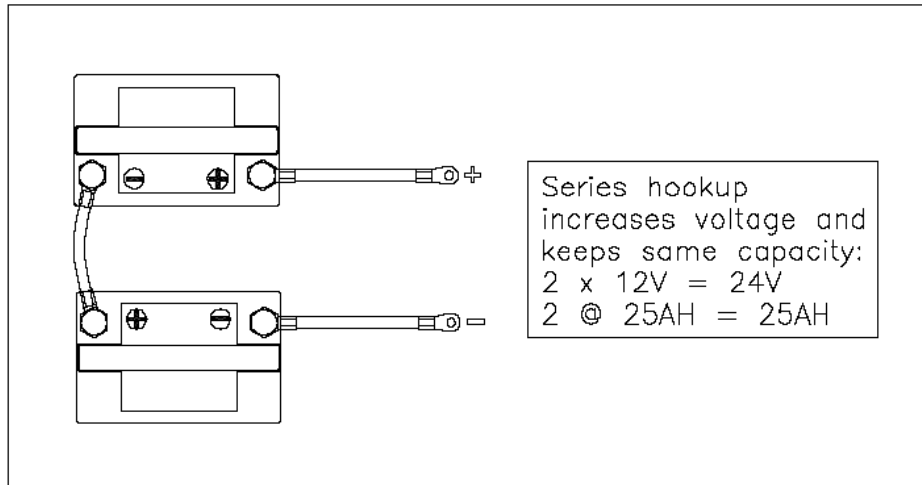 +
Series hookup
increases voltage and
keeps same capacity:
2 x 12V = 24V
2 @ 25AH = 25AH
−